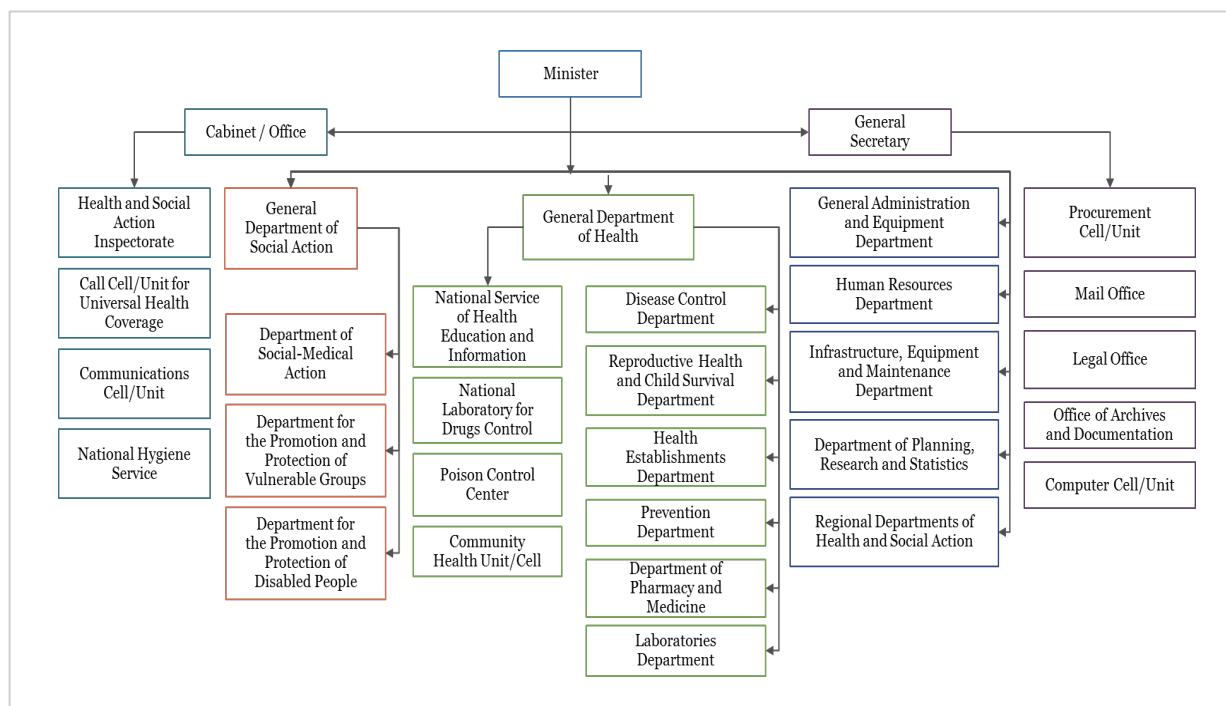 Minister
Cabinet / Office
General
Secretary
Health and Social
Action
Inspectorate
Call Cell/Unit for
Universal Health
Coverage
Communications
Cell/Unit
National Hygiene
Service
General
Department of
Social Action
Department of
Social-Medical
Action
Department for
the Promotion and
Protection of
Vulnerable Groups
Department for
the Promotion and
Protection of
Disabled People
General Department
of Health
National Service
of Health
Education and
Information
National
Laboratory for
Drugs Control
Poison Control
Center
Community
Health Unit/Cell
Disease Control
Department
Reproductive Health
and Child Survival
Department
Health
Establishments
Department
Prevention
Department
Department of
Pharmacy and
Medicine
Laboratories
Department
General Administration
and Equipment
Department
Human Resources
Department
Infrastructure, Equipment
and Maintenance
Department
Department of Planning,
Research and Statistics
Regional Departments of
Health and Social Action
Procurement
Cell/Unit
Mail Office
Legal Office
Office of Archives
and Documentation
Computer Cell/Unit